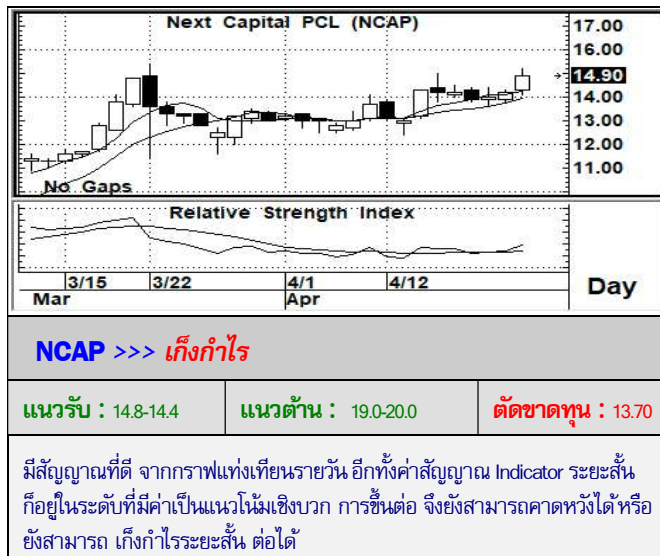 Next Capital PCL (NCAP)
17.00
16.00
14.90
14.00
13.00
12.00
11.00
No Gaps
Relative Strength Index
3/15 3/22 4/1 4/12
Mar Apr
Day
NCAP >>> เก็งกำไร
แนวรับ : 14.8-14.4 แนวต้าน : 19.0-20.0 ตัดขาดทุน : 13.70
มีสัญญาณที่ดี จากกราฟแท่งเทียนรายวัน อีกทั้งค่าสัญญาณ Indicator ระยะสั้น
ก็อยู่ในระดับที่มีค่าเป็นแนวโน้มเชิงบวก การขึ้นต่อ จึงยังสามารถคาดหวังได้หรือ
ยังสามารถ เก็งกำไรระยะสั้น ต่อได้